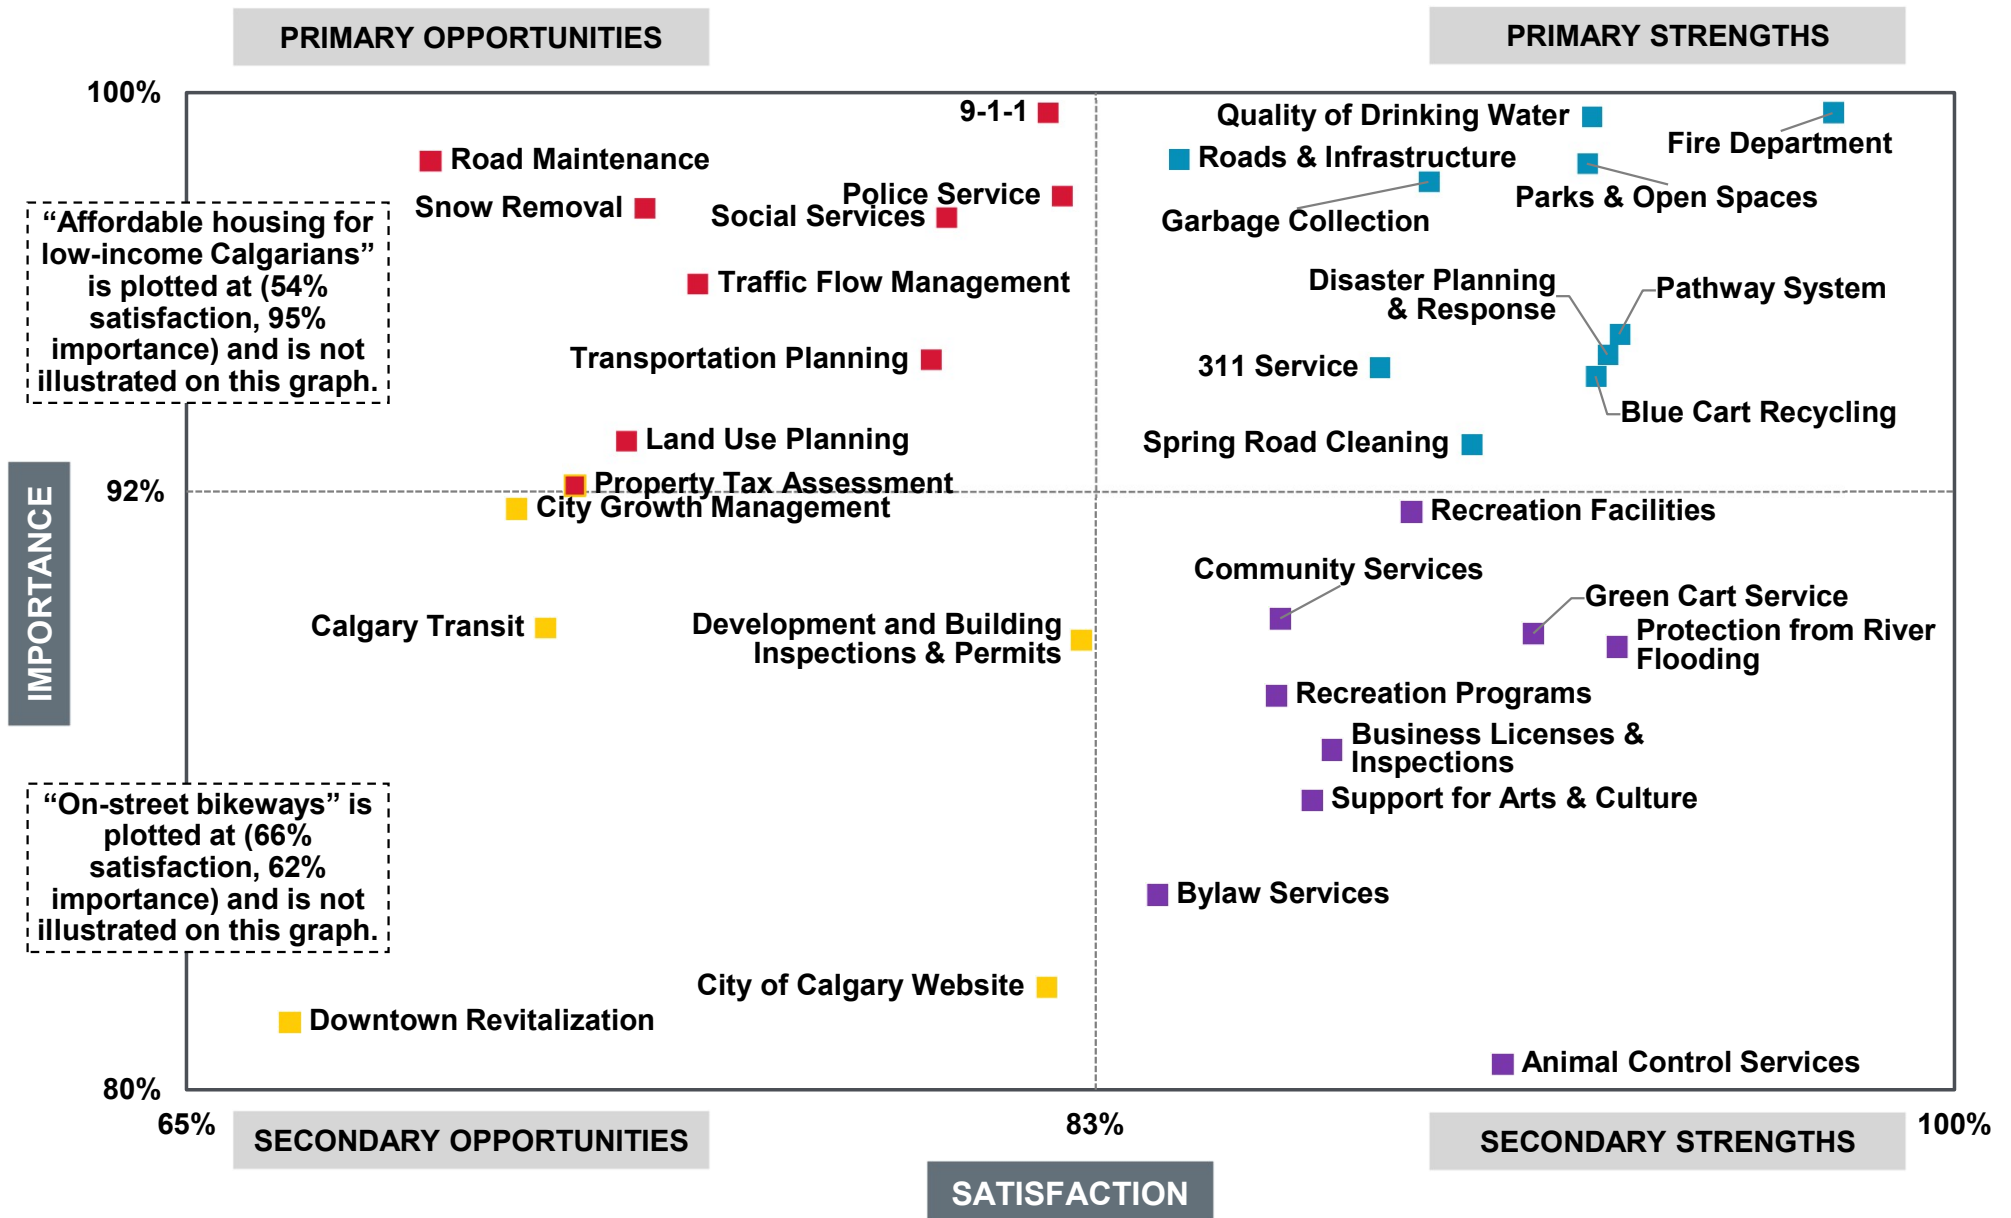 PRIMARY OPPORTUNITIES
PRIMARY STRENGTHS
100%
9-1-1
Quality of Drinking Water
Fire Department
Road Maintenance
Roads & Infrastructure
Parks & Open Spaces
Police Service
Snow Removal
Social Services
Garbage Collection
“Affordable housing for
low-income Calgarians”
is plotted at (54%
satisfaction, 95%
importance) and is not
illustrated on this graph.
Traffic Flow Management
Disaster Planning
& Response
Pathway System
Transportation Planning
311 Service
Blue Cart Recycling
Land Use Planning
Spring Road Cleaning
Property Tax Assessment
92%
City Growth Management
Recreation Facilities
IMPORTANCE
Community Services
Green Cart Service
Calgary Transit
Development and Building
Inspections & Permits
Protection from River
Flooding
Recreation Programs
Business Licenses &
Inspections
Support for Arts & Culture
“On-street bikeways” is
plotted at (66%
satisfaction, 62%
importance) and is not
illustrated on this graph.
Bylaw Services
City of Calgary Website
Downtown Revitalization
Animal Control Services
80%
65%
83%
100%
SECONDARY OPPORTUNITIES
SECONDARY STRENGTHS
SATISFACTION